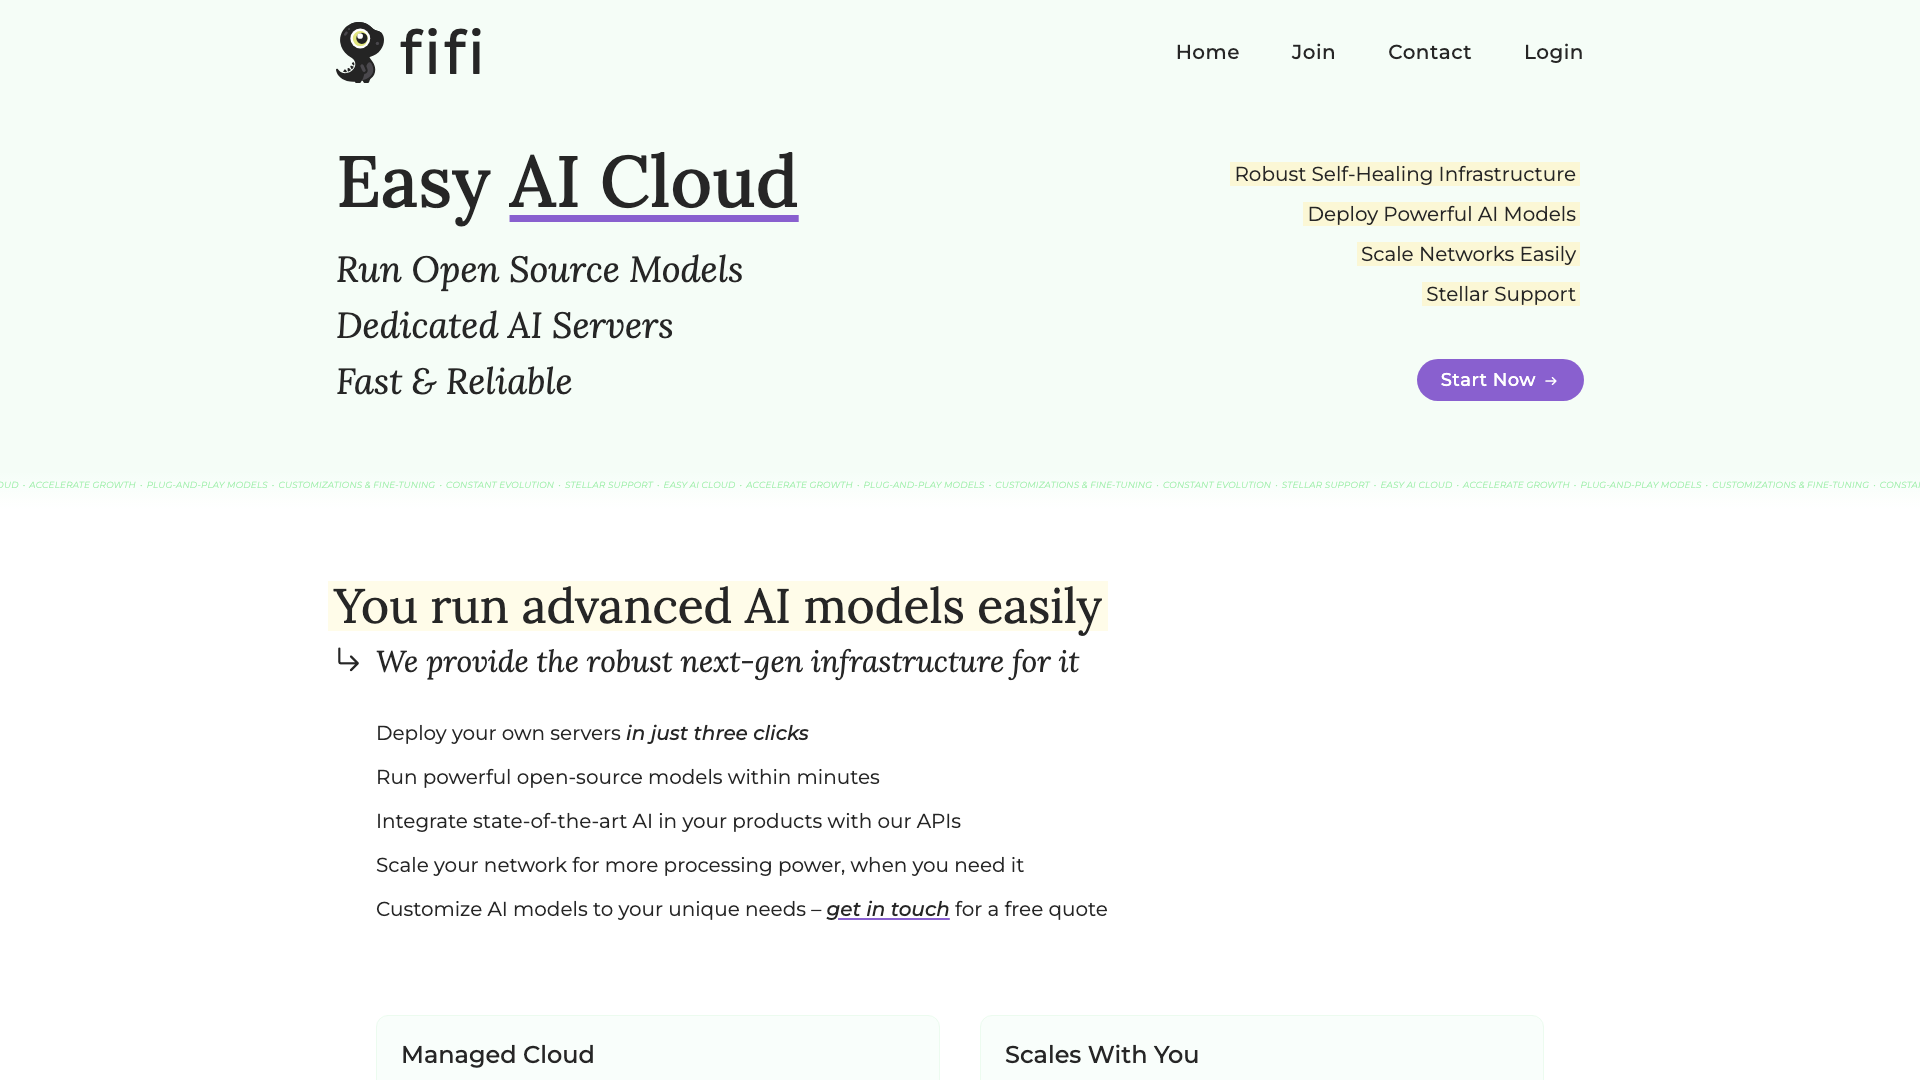 fifi
Home Join Contact Login
Easy AI Cloud
Run Open Source Models
Dedicated AI Servers
Fast & Reliable
Robust Self-Healing Infrastructure
Deploy Powerful AI Models
Scale Networks Easily
Stellar Support
Start Now →
OUD - ACCELERATE GROWTH - PLUG-AND-PLAY MODELS - CUSTOMIZATIONS & FINE-TUNING - CONSTANT EVOLUTION - STELLAR SUPPORT - EASY AI CLOUD - ACCELERATE GROWTH - PLUG-AND-PLAY MODELS - CUSTOMIZATIONS & FINE-TUNING - CONSTANT EVOLUTION - STELLAR SUPPORT - EASY AI CLOUD - ACCELERATE GROWTH - PLUG-AND-PLAY MODELS - CUSTOMIZATIONS & FINE-TUNING - CONSTA
You run advanced AI models easily
We provide the robust next-gen infrastructure for it
Deploy your own servers in just three clicks
Run powerful open-source models within minutes
Integrate state-of-the-art AI in your products with our APIs
Scale your network for more processing power, when you need it
Customize AI models to your unique needs – get in touch for a free quote
Managed Cloud
Scales With You